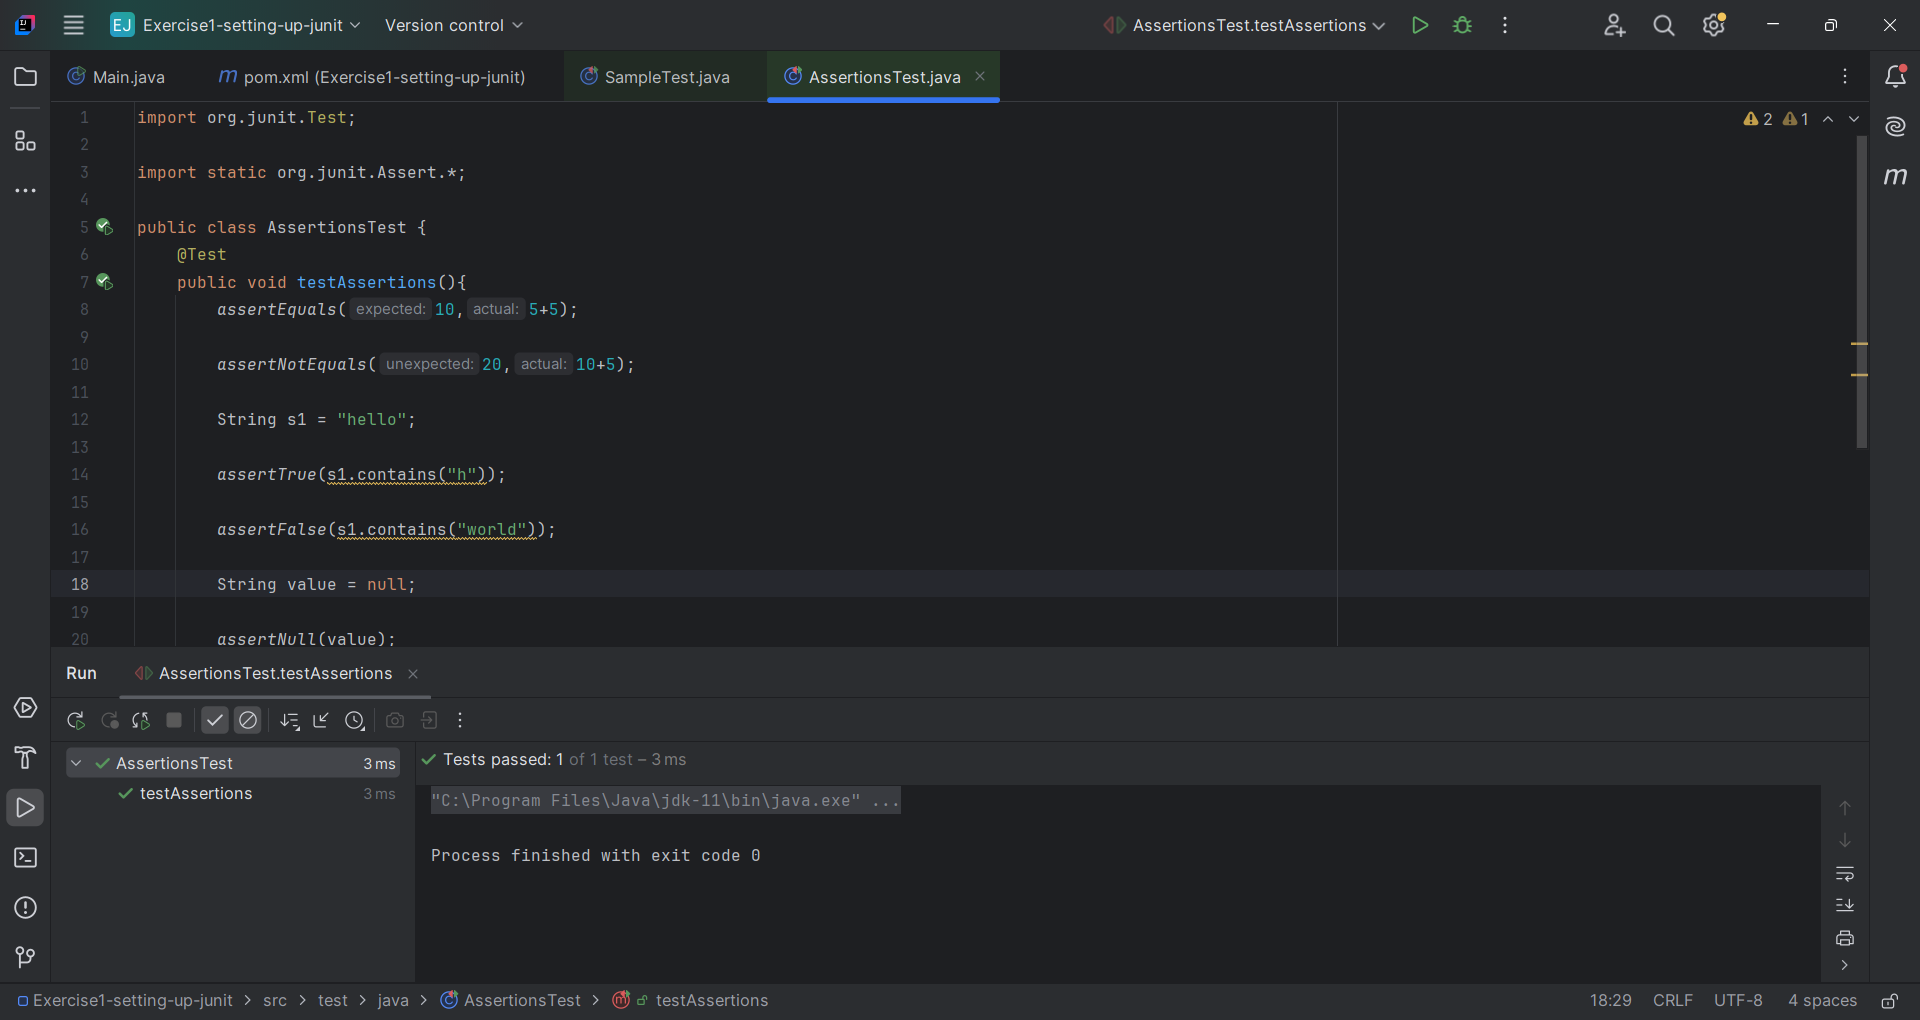 EJ Exercise1-setting-up-junit Version control AssertionsTest.testAssertions
Main.java m pom.xml (Exercise1-setting-up-junit) SampleTest.java AssertionsTest.java
1 import org.junit.Test; 2 1
2
3 import static org.junit.Assert.*;
4
5 public class AssertionsTest {
6 @Test
7 public void testAssertions(){
8 assertEquals( expected: 10, actual: 5+5);
9
10 assertNotEquals( unexpected: 20, actual: 10+5);
11
12 String s1 = "hello";
13
14 assertTrue(s1.contains("h"));
15
16 assertFalse(s1.contains("world"));
17
18 String value = null;
19
20 assertNull(value);
Run AssertionsTest.testAssertions
AssertionsTest 3 ms
testAssertions 3 ms
Tests passed: 1 of 1 test – 3 ms
"C:\Program Files\Java\jdk-11\bin\java.exe" ...
Process finished with exit code 0
Exercise1-setting-up-junit > src > test > java > AssertionsTest > testAssertions 18:29 CRLF UTF-8 4 spaces